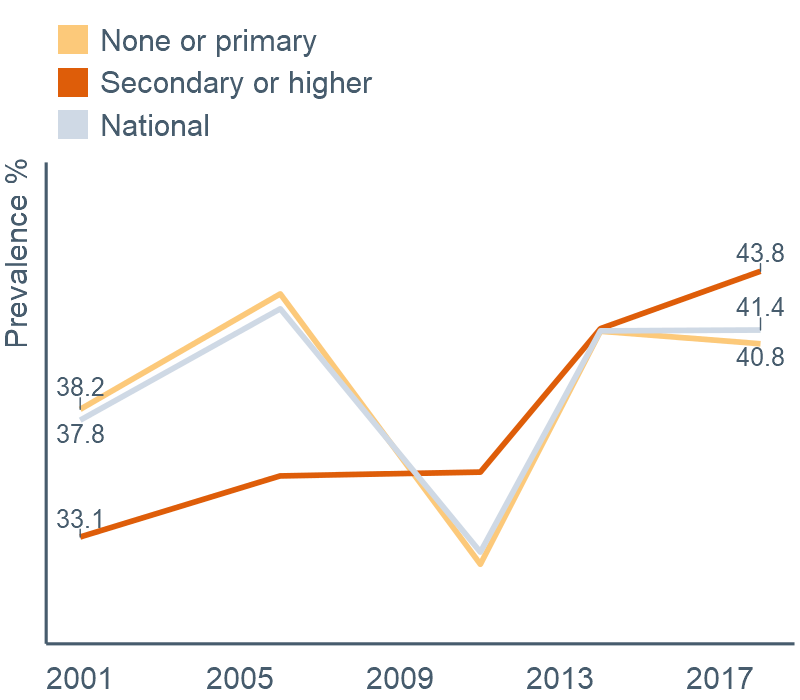 None or primary
Secondary or higher
National
Prevalence %
43.8
41.4
40.8
38.2
37.8
33.1
2001 2005 2009 2013 2017